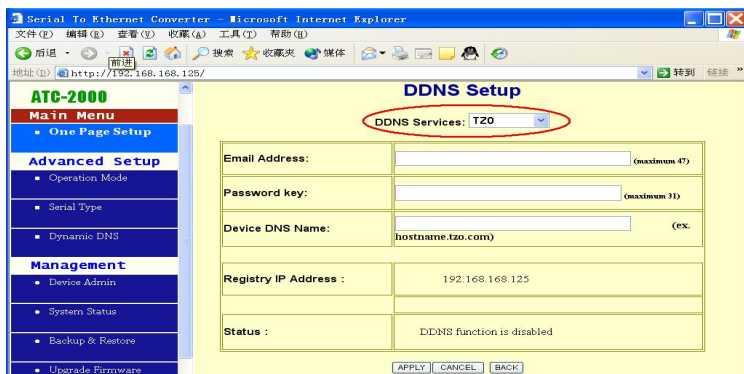 Serial To Ethernet Converter - Microsoft Internet Explorer
文件(F) 编辑(E) 查看(V) 收藏(A) 工具(T) 帮助(H)
后退 搜索 收藏夹 媒体
前进
地址(D) http://192.168.168.125/ 转到 链接 »
ATC-2000
Main Menu
One Page Setup
Advanced Setup
Operation Mode
Serial Type
Dynamic DNS
Management
Device Admin
System Status
Backup & Restore
Upgrade Firmware
DDNS Setup
DDNS Services: TZO
Email Address: (maximum 47)
Password key: (maximum 31)
Device DNS Name: (ex.
hostname.tzo.com)
Registry IP Address : 192.168.168.125
Status : DDNS function is disabled
APPLY CANCEL BACK